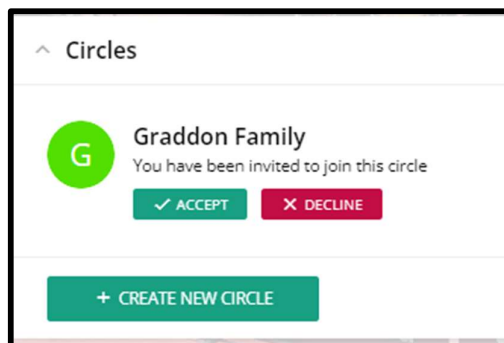 Circles
G
Graddon Family
You have been invited to join this circle
✓ ACCEPT
✕ DECLINE
+ CREATE NEW CIRCLE